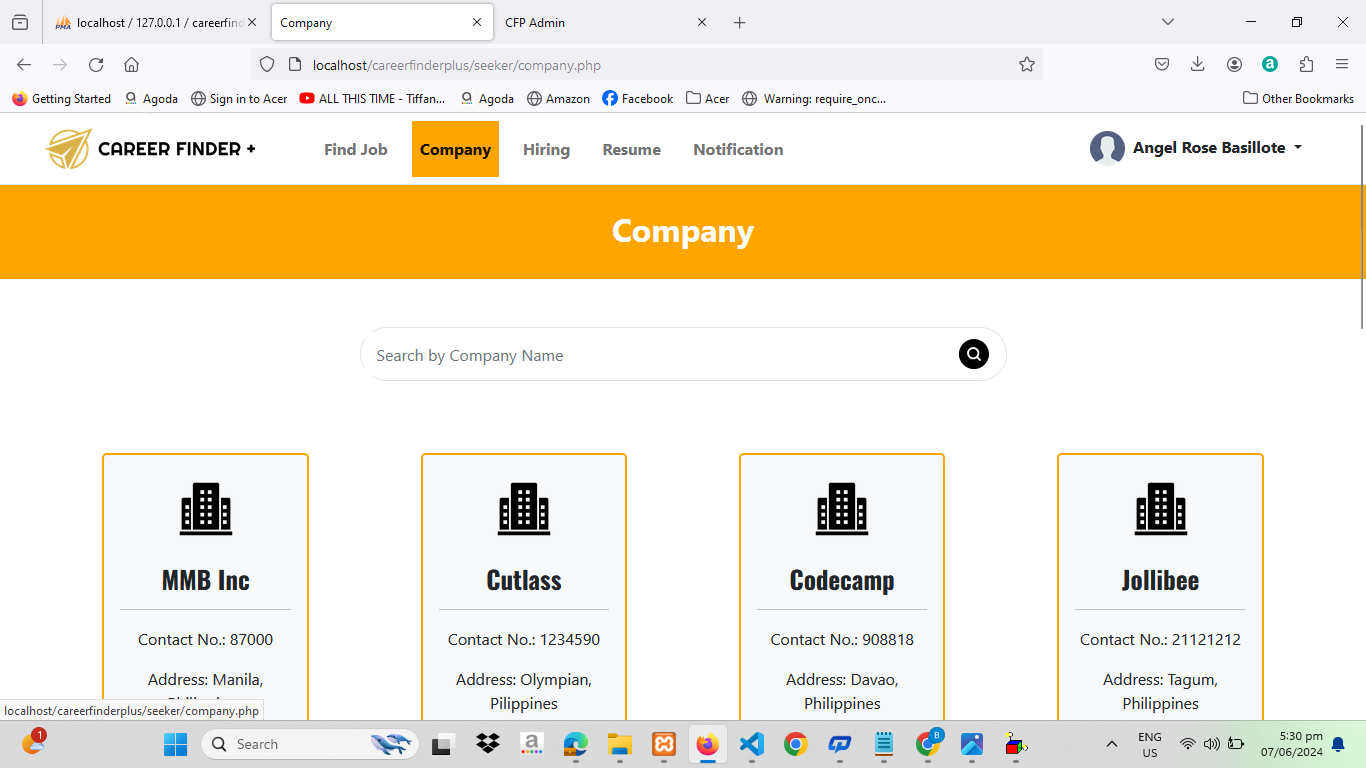 localhost / 127.0.0.1 / careerfind
Company
CFP Admin
localhost/careerfinderplus/seeker/company.php
Getting Started
Agoda
Sign in to Acer
ALL THIS TIME - Tiffan...
Agoda
Amazon
Facebook
Acer
Warning: require_onc...
Other Bookmarks
CAREER FINDER +
Find Job
Company
Hiring
Resume
Notification
Angel Rose Basillote
Company
Search by Company Name
MMB Inc
Contact No.: 87000
Address: Manila,
Cutlass
Contact No.: 1234590
Address: Olympian,
Pilippines
Codecamp
Contact No.: 908818
Address: Davao,
Philippines
Jollibee
Contact No.: 21121212
Address: Tagum,
Philippines
localhost/careerfinderplus/seeker/company.php
1
Search
ENG
US
5:30 pm
07/06/2024